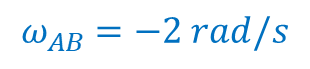 ω_AB = −2 rad/s